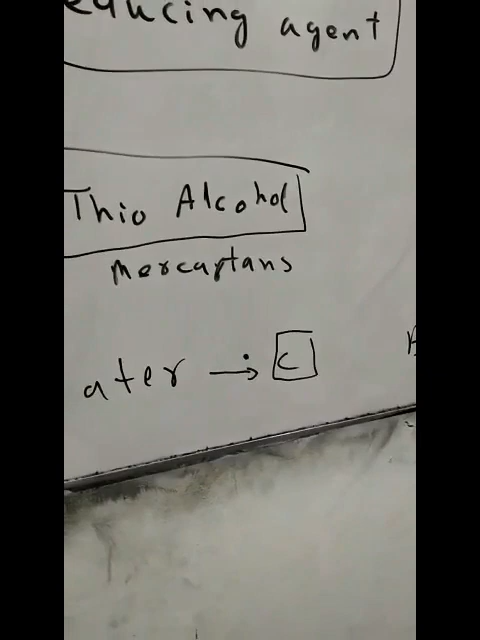 educing agent
Thio Alcohol
Mercaptans
ater → C